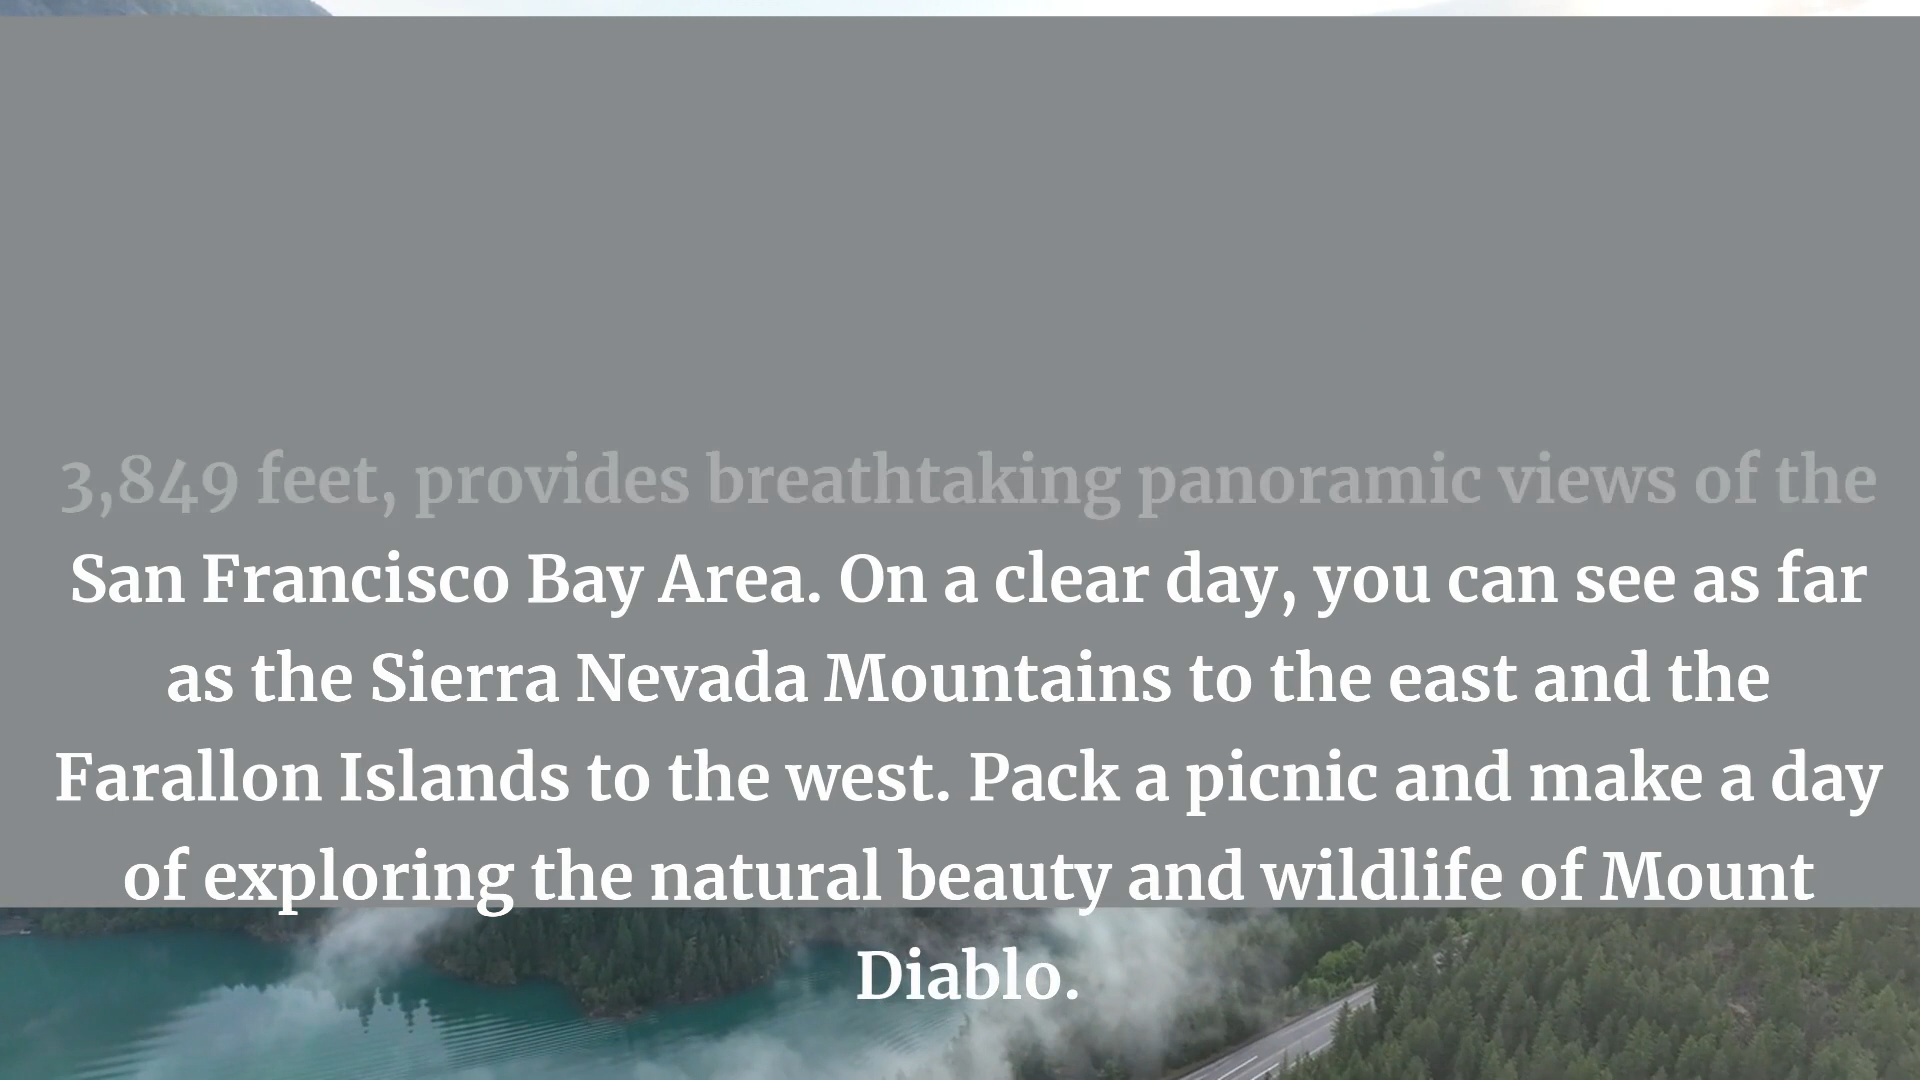 3,849 feet, provides breathtaking panoramic views of the
San Francisco Bay Area. On a clear day, you can see as far
as the Sierra Nevada Mountains to the east and the
Farallon Islands to the west. Pack a picnic and make a day
of exploring the natural beauty and wildlife of Mount
Diablo.